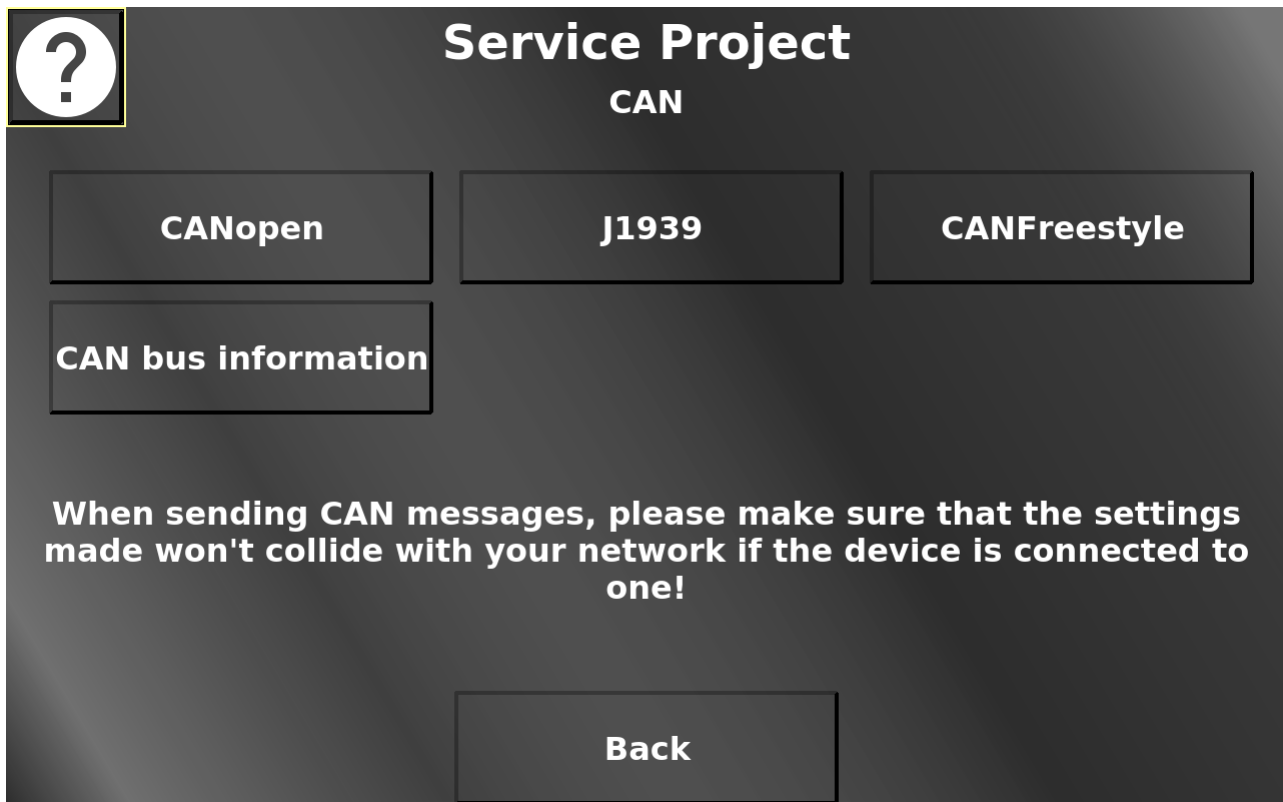 ?
Service Project
CAN
CANopen
J1939
CANFreestyle
CAN bus information
When sending CAN messages, please make sure that the settings
made won't collide with your network if the device is connected to
one!
Back